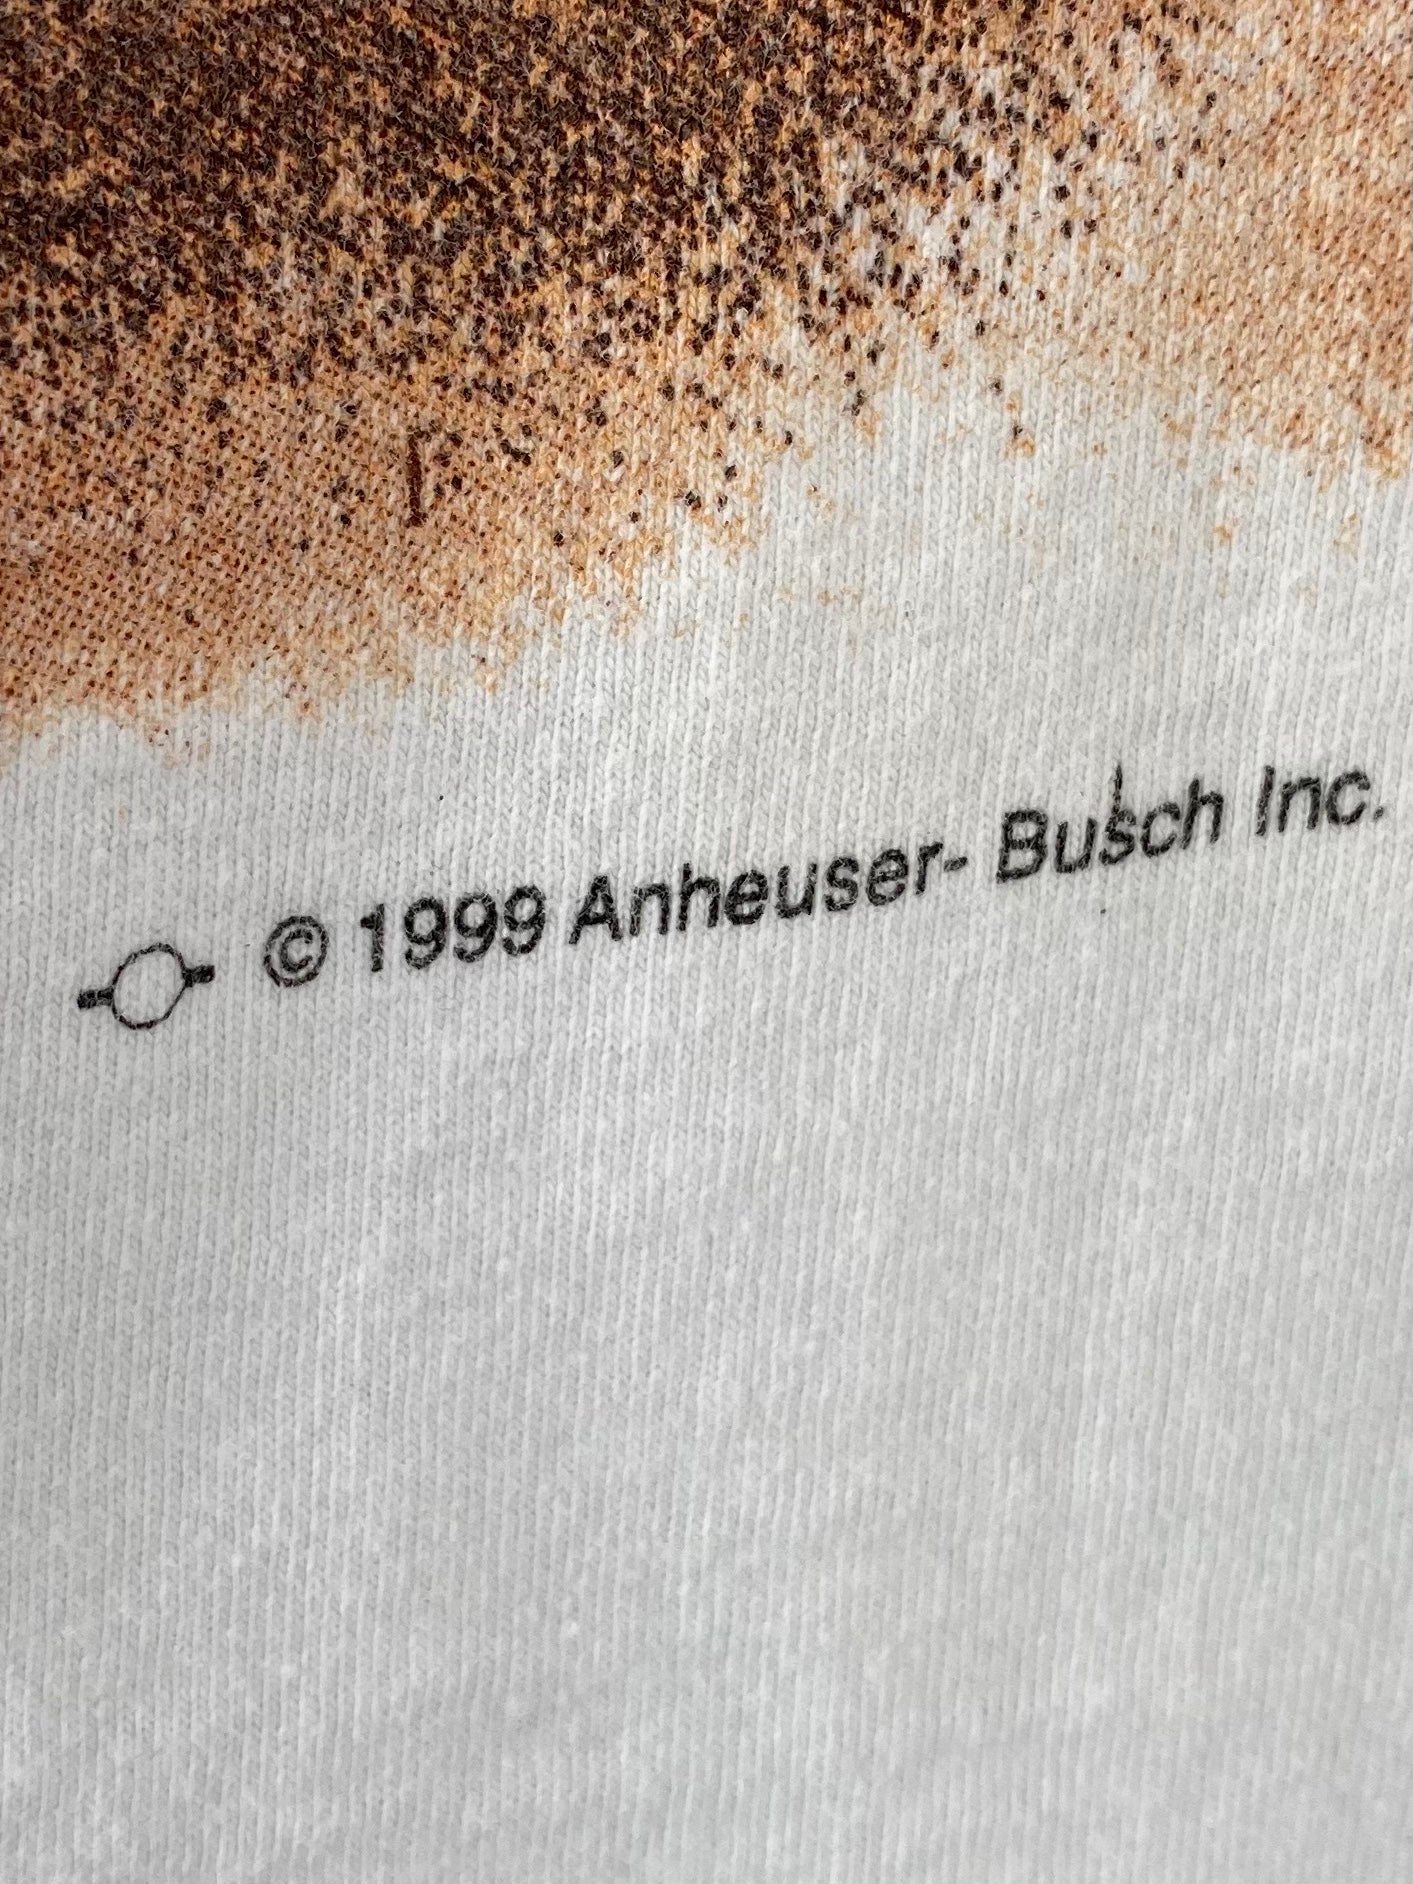 © 1999 Anheuser- Busch Inc.